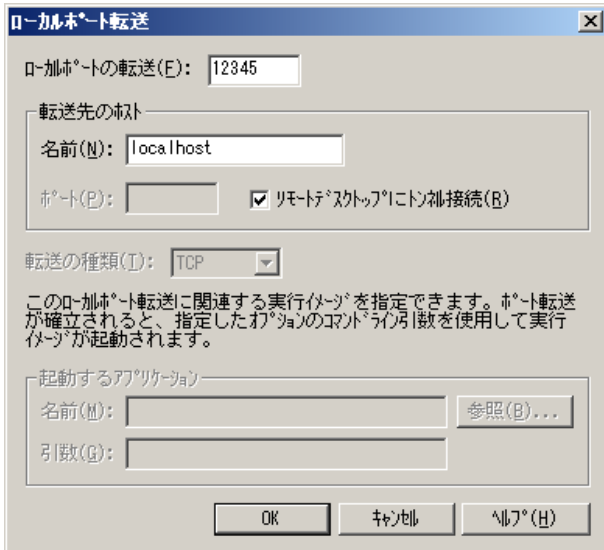 ローカルポート転送
ローカルポートの転送(F): 12345
転送先のホスト
名前(N): localhost
ポート(P):
リモートデスクトップにトンネル接続(R)
転送の種類(T): TCP
このローカルポート転送に関連する実行イメージを指定できます。ポート転送
が確立されると、指定したオプションのコマンドライン引数を使用して実行
イメージが起動されます。
起動するアプリケーション
名前(M):
参照(B)...
引数(G):
OK
キャンセル
ヘルプ(H)